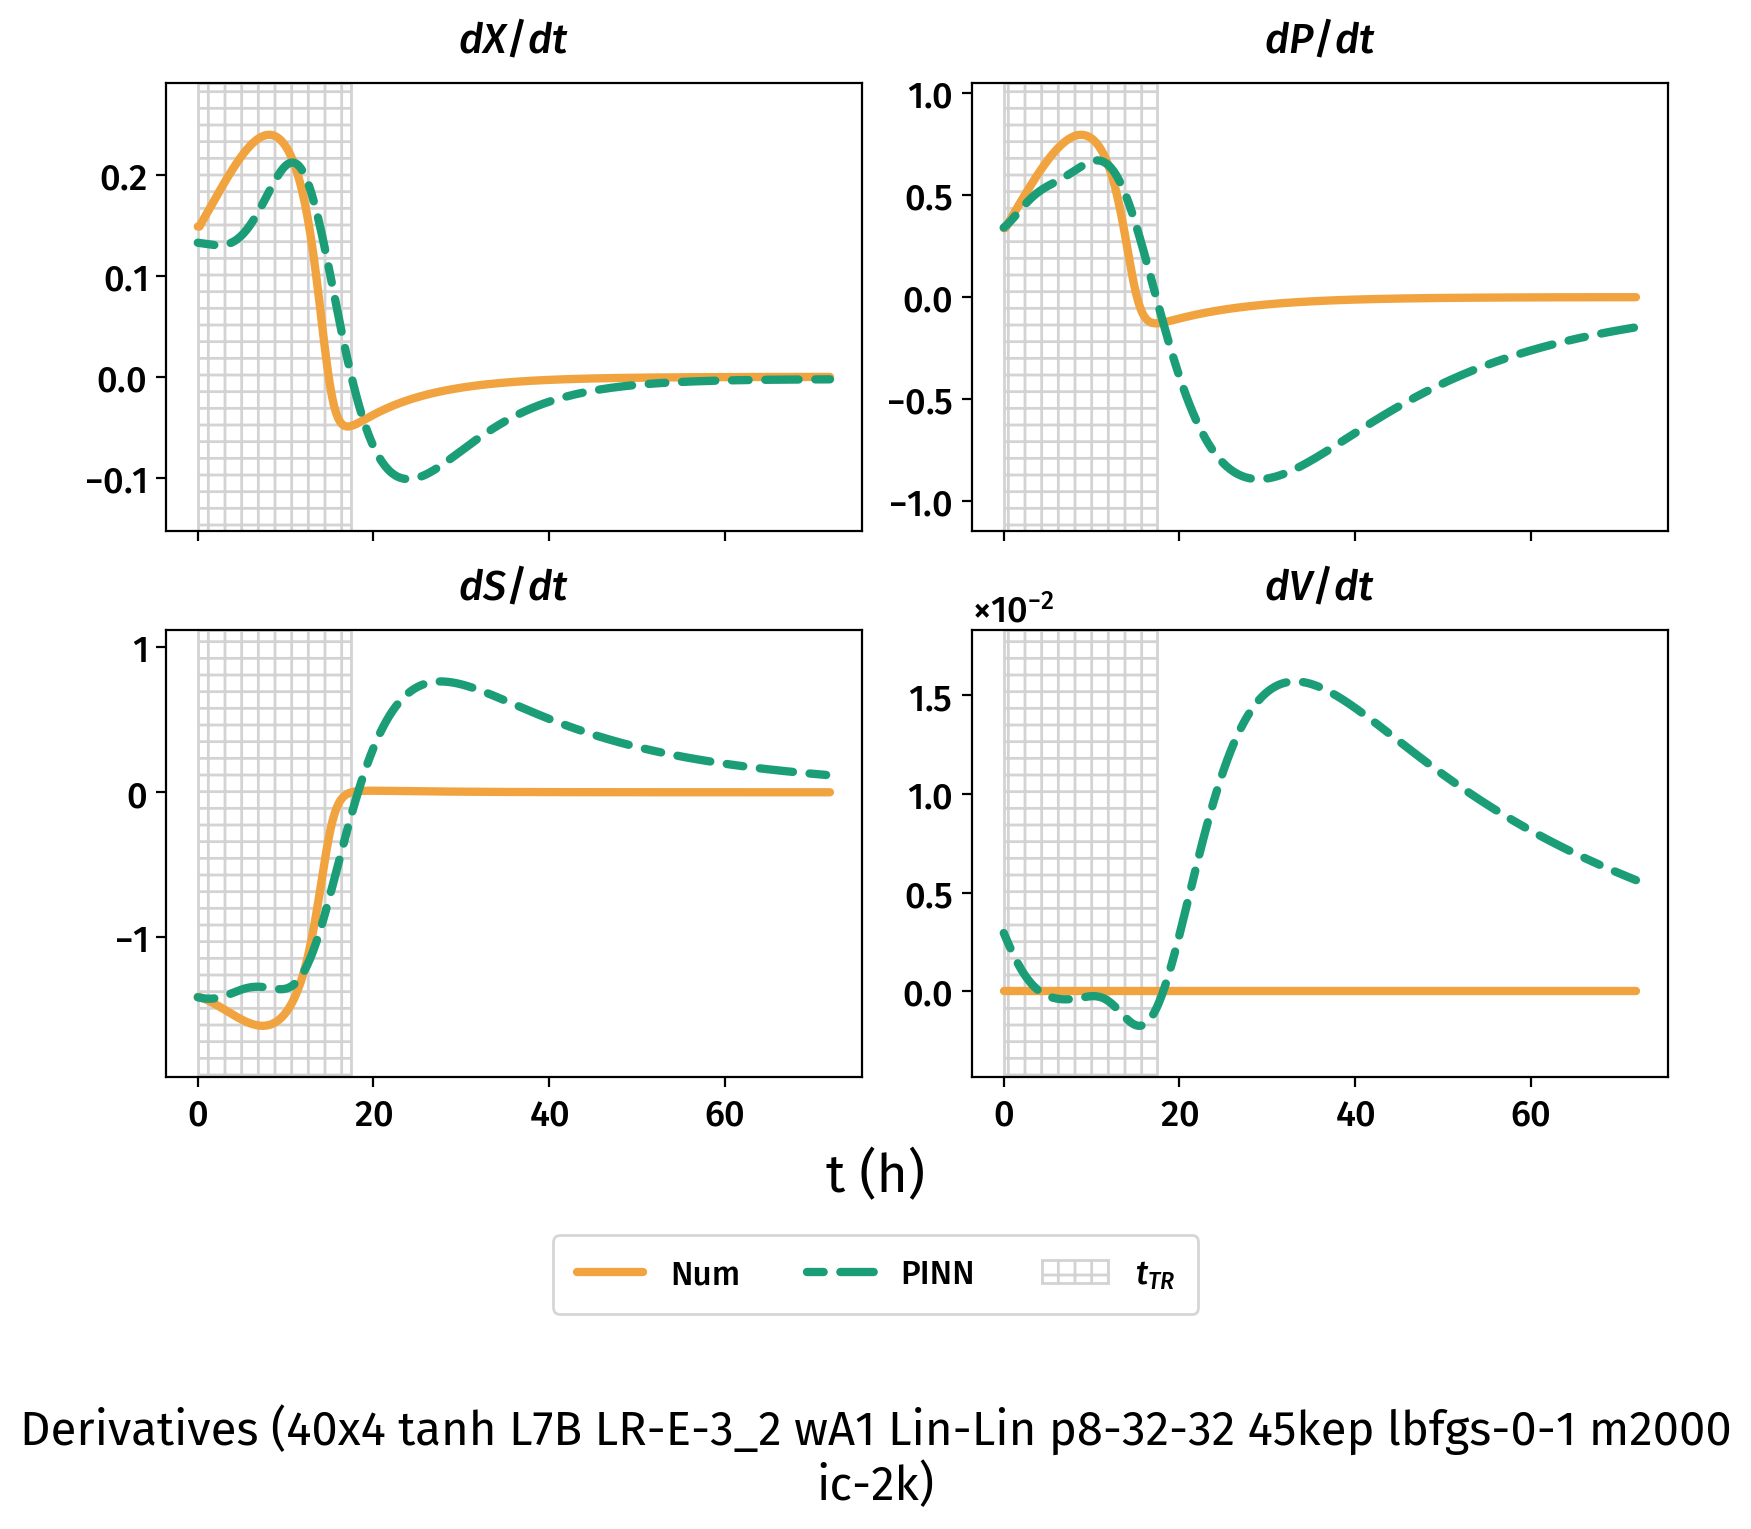 dX/dt
dP/dt
0.2
0.1
0.0
−0.1
1.0
0.5
0.0
−0.5
−1.0
dS/dt
dV/dt
×10⁻²
1
0
−1
1.5
1.0
0.5
0.0
0 20 40 60
0 20 40 60
t (h)
Num PINN t_TR
Derivatives (40x4 tanh L7B LR-E-3_2 wA1 Lin-Lin p8-32-32 45kep lbfgs-0-1 m2000
ic-2k)